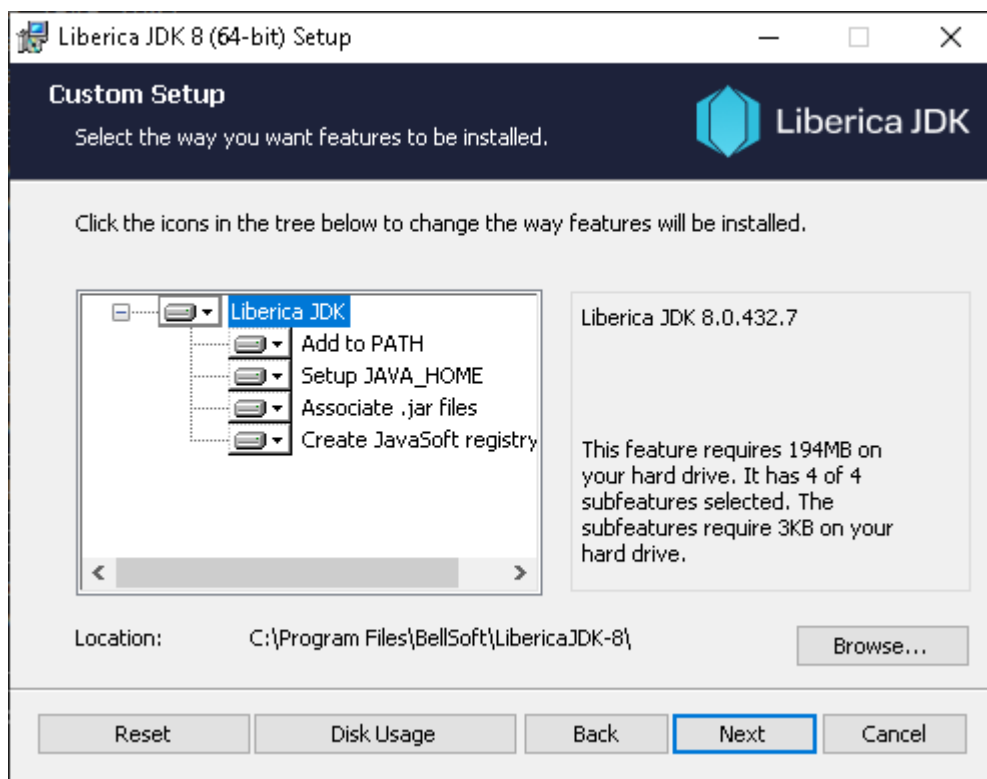 Liberica JDK 8 (64-bit) Setup
Custom Setup
Select the way you want features to be installed.
Liberica JDK
Click the icons in the tree below to change the way features will be installed.
Liberica JDK
Add to PATH
Setup JAVA_HOME
Associate .jar files
Create JavaSoft registry
Liberica JDK 8.0.432.7
This feature requires 194MB on
your hard drive. It has 4 of 4
subfeatures selected. The
subfeatures require 3KB on your
hard drive.
Location: C:\Program Files\BellSoft\LibericaJDK-8\
Browse...
Reset Disk Usage Back Next Cancel